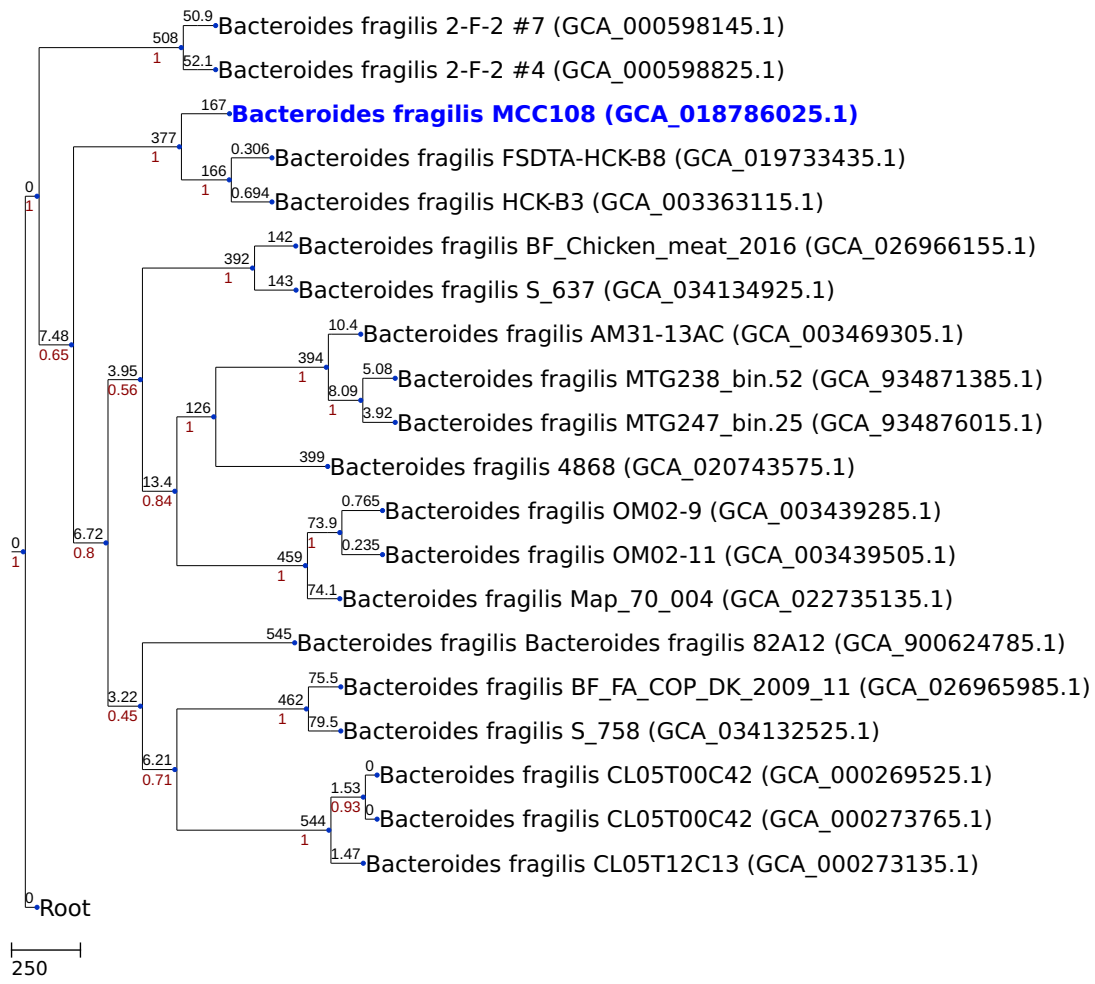 50.9
Bacteroides fragilis 2-F-2 #7 (GCA_000598145.1)
508
1
52.1
Bacteroides fragilis 2-F-2 #4 (GCA_000598825.1)
167
Bacteroides fragilis MCC108 (GCA_018786025.1)
377
1
0.306
Bacteroides fragilis FSDTA-HCK-B8 (GCA_019733435.1)
166
1
0
1
0.694
Bacteroides fragilis HCK-B3 (GCA_003363115.1)
142
Bacteroides fragilis BF_Chicken_meat_2016 (GCA_026966155.1)
392
1
143
Bacteroides fragilis S_637 (GCA_034134925.1)
10.4
Bacteroides fragilis AM31-13AC (GCA_003469305.1)
7.48
0.65
394
1
5.08
Bacteroides fragilis MTG238_bin.52 (GCA_934871385.1)
3.95
0.56
8.09
1
3.92
Bacteroides fragilis MTG247_bin.25 (GCA_934876015.1)
126
1
399
Bacteroides fragilis 4868 (GCA_020743575.1)
13.4
0.84
0.765
Bacteroides fragilis OM02-9 (GCA_003439285.1)
73.9
1
0.235
Bacteroides fragilis OM02-11 (GCA_003439505.1)
6.72
0.8
0
1
459
1
74.1
Bacteroides fragilis Map_70_004 (GCA_022735135.1)
545
Bacteroides fragilis Bacteroides fragilis 82A12 (GCA_900624785.1)
75.5
Bacteroides fragilis BF_FA_COP_DK_2009_11 (GCA_026965985.1)
3.22
0.45
462
1
79.5
Bacteroides fragilis S_758 (GCA_034132525.1)
6.21
0.71
0
Bacteroides fragilis CL05T00C42 (GCA_000269525.1)
1.53
0.93
0
Bacteroides fragilis CL05T00C42 (GCA_000273765.1)
544
1
1.47
Bacteroides fragilis CL05T12C13 (GCA_000273135.1)
0
Root
250